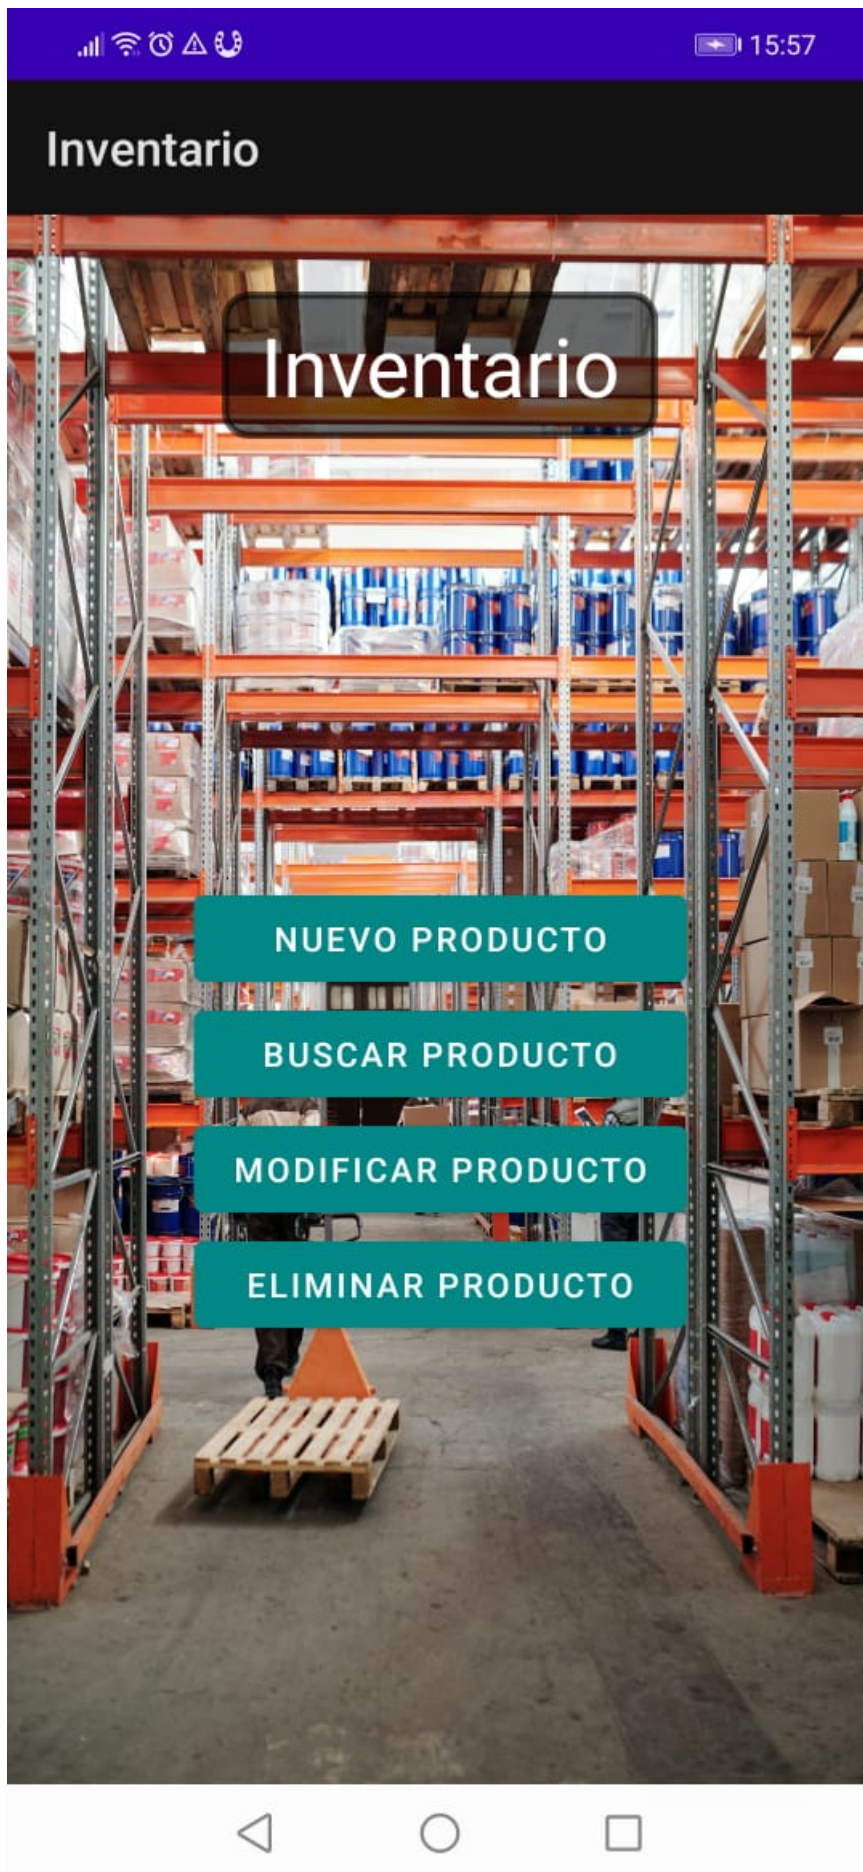 15:57
Inventario
Inventario
NUEVO PRODUCTO
BUSCAR PRODUCTO
MODIFICAR PRODUCTO
ELIMINAR PRODUCTO